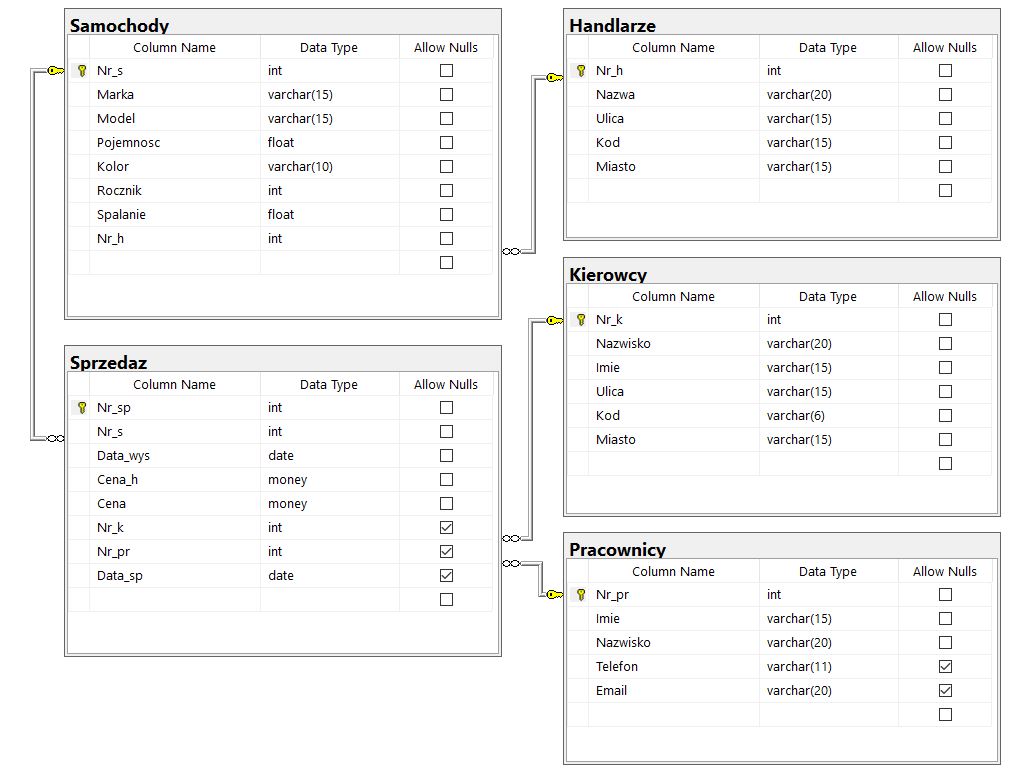 Samochody
Column Name Data Type Allow Nulls
Nr_s int
Marka varchar(15)
Model varchar(15)
Pojemnosc float
Kolor varchar(10)
Rocznik int
Spalanie float
Nr_h int
Sprzedaz
Column Name Data Type Allow Nulls
Nr_sp int
Nr_s int
Data_wys date
Cena_h money
Cena money
Nr_k int
Nr_pr int
Data_sp date
Handlarze
Column Name Data Type Allow Nulls
Nr_h int
Nazwa varchar(20)
Ulica varchar(15)
Kod varchar(15)
Miasto varchar(15)
Kierowcy
Column Name Data Type Allow Nulls
Nr_k int
Nazwisko varchar(20)
Imie varchar(15)
Ulica varchar(15)
Kod varchar(6)
Miasto varchar(15)
Pracownicy
Column Name Data Type Allow Nulls
Nr_pr int
Imie varchar(15)
Nazwisko varchar(20)
Telefon varchar(11)
Email varchar(20)